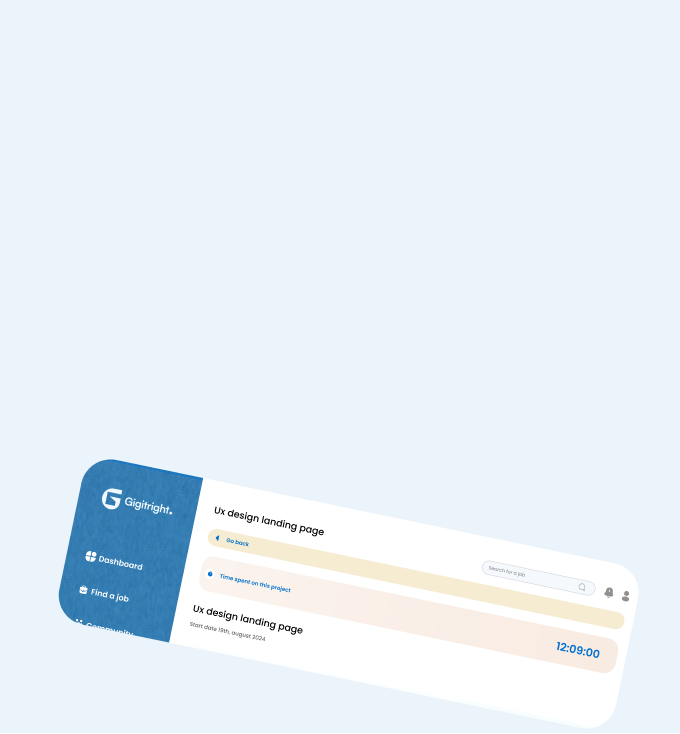 Gigitright.
Dashboard
Find a job
Community
Ux design landing page
Search for a job
Go back
Time spent on this project
12:09:00
Ux design landing page
Start date 19th, august 2024